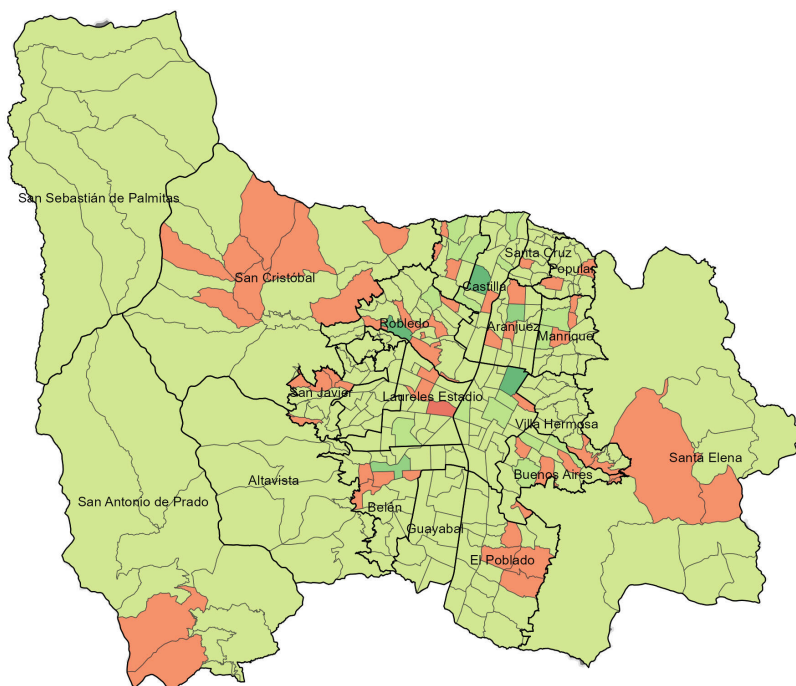 San Sebastián de Palmitas
San Cristóbal
Santa Cruz
Popular
Castilla
Robledo
Aranjuez
Manrique
San Javier
Laureles Estadio
Villa Hermosa
Santa Elena
Buenos Aires
Altavista
San Antonio de Prado
Belén
Guayabal
El Poblado